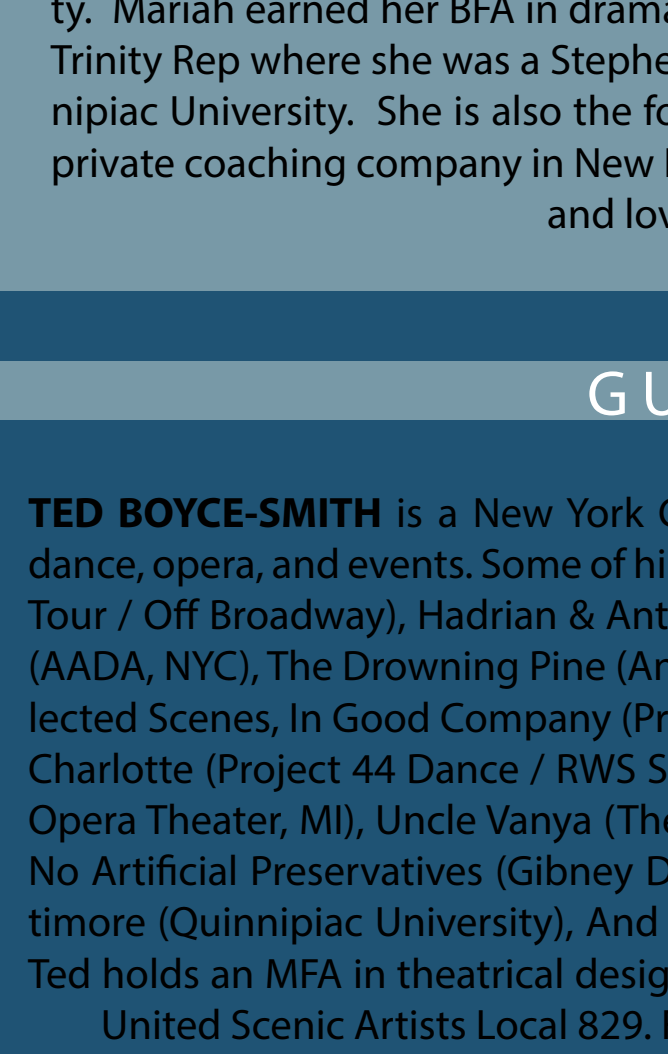 ty. Mariah earned her BFA in drama
Trinity Rep where she was a Stephe
nipiac University. She is also the fo
private coaching company in New
and lov
GU
TED BOYCE-SMITH is a New York
dance, opera, and events. Some of hi
Tour / Off Broadway), Hadrian & Ant
(AADA, NYC), The Drowning Pine (An
lected Scenes, In Good Company (Pr
Charlotte (Project 44 Dance / RWS S
Opera Theater, MI), Uncle Vanya (The
No Artificial Preservatives (Gibney D
timore (Quinnipiac University), And
Ted holds an MFA in theatrical desig
United Scenic Artists Local 829.